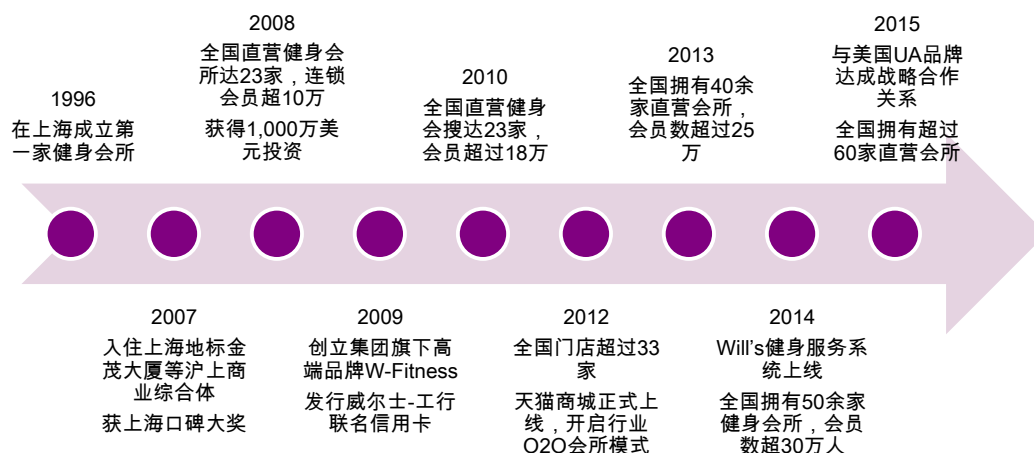 1996
在上海成立第
一家健身会所
2007
入住上海地标金
茂大厦等沪上商
业综合体
获上海口碑大奖
2008
全国直营健身会
所达23家，连锁
会员超10万
获得1,000万美
元投资
2009
创立集团旗下高
端品牌W-Fitness
发行威尔士-工行
联名信用卡
2010
全国直营健身
会搜达23家，
会员超过18万
2012
全国门店超过33
家
天猫商城正式上
线，开启行业
O2O会所模式
2013
全国拥有40余
家直营会所，
会员数超过25
万
2014
Will's健身服务系
统上线
全国拥有50余家
健身会所，会员
数超30万人
2015
与美国UA品牌
达成战略合作
关系
全国拥有超过
60家直营会所